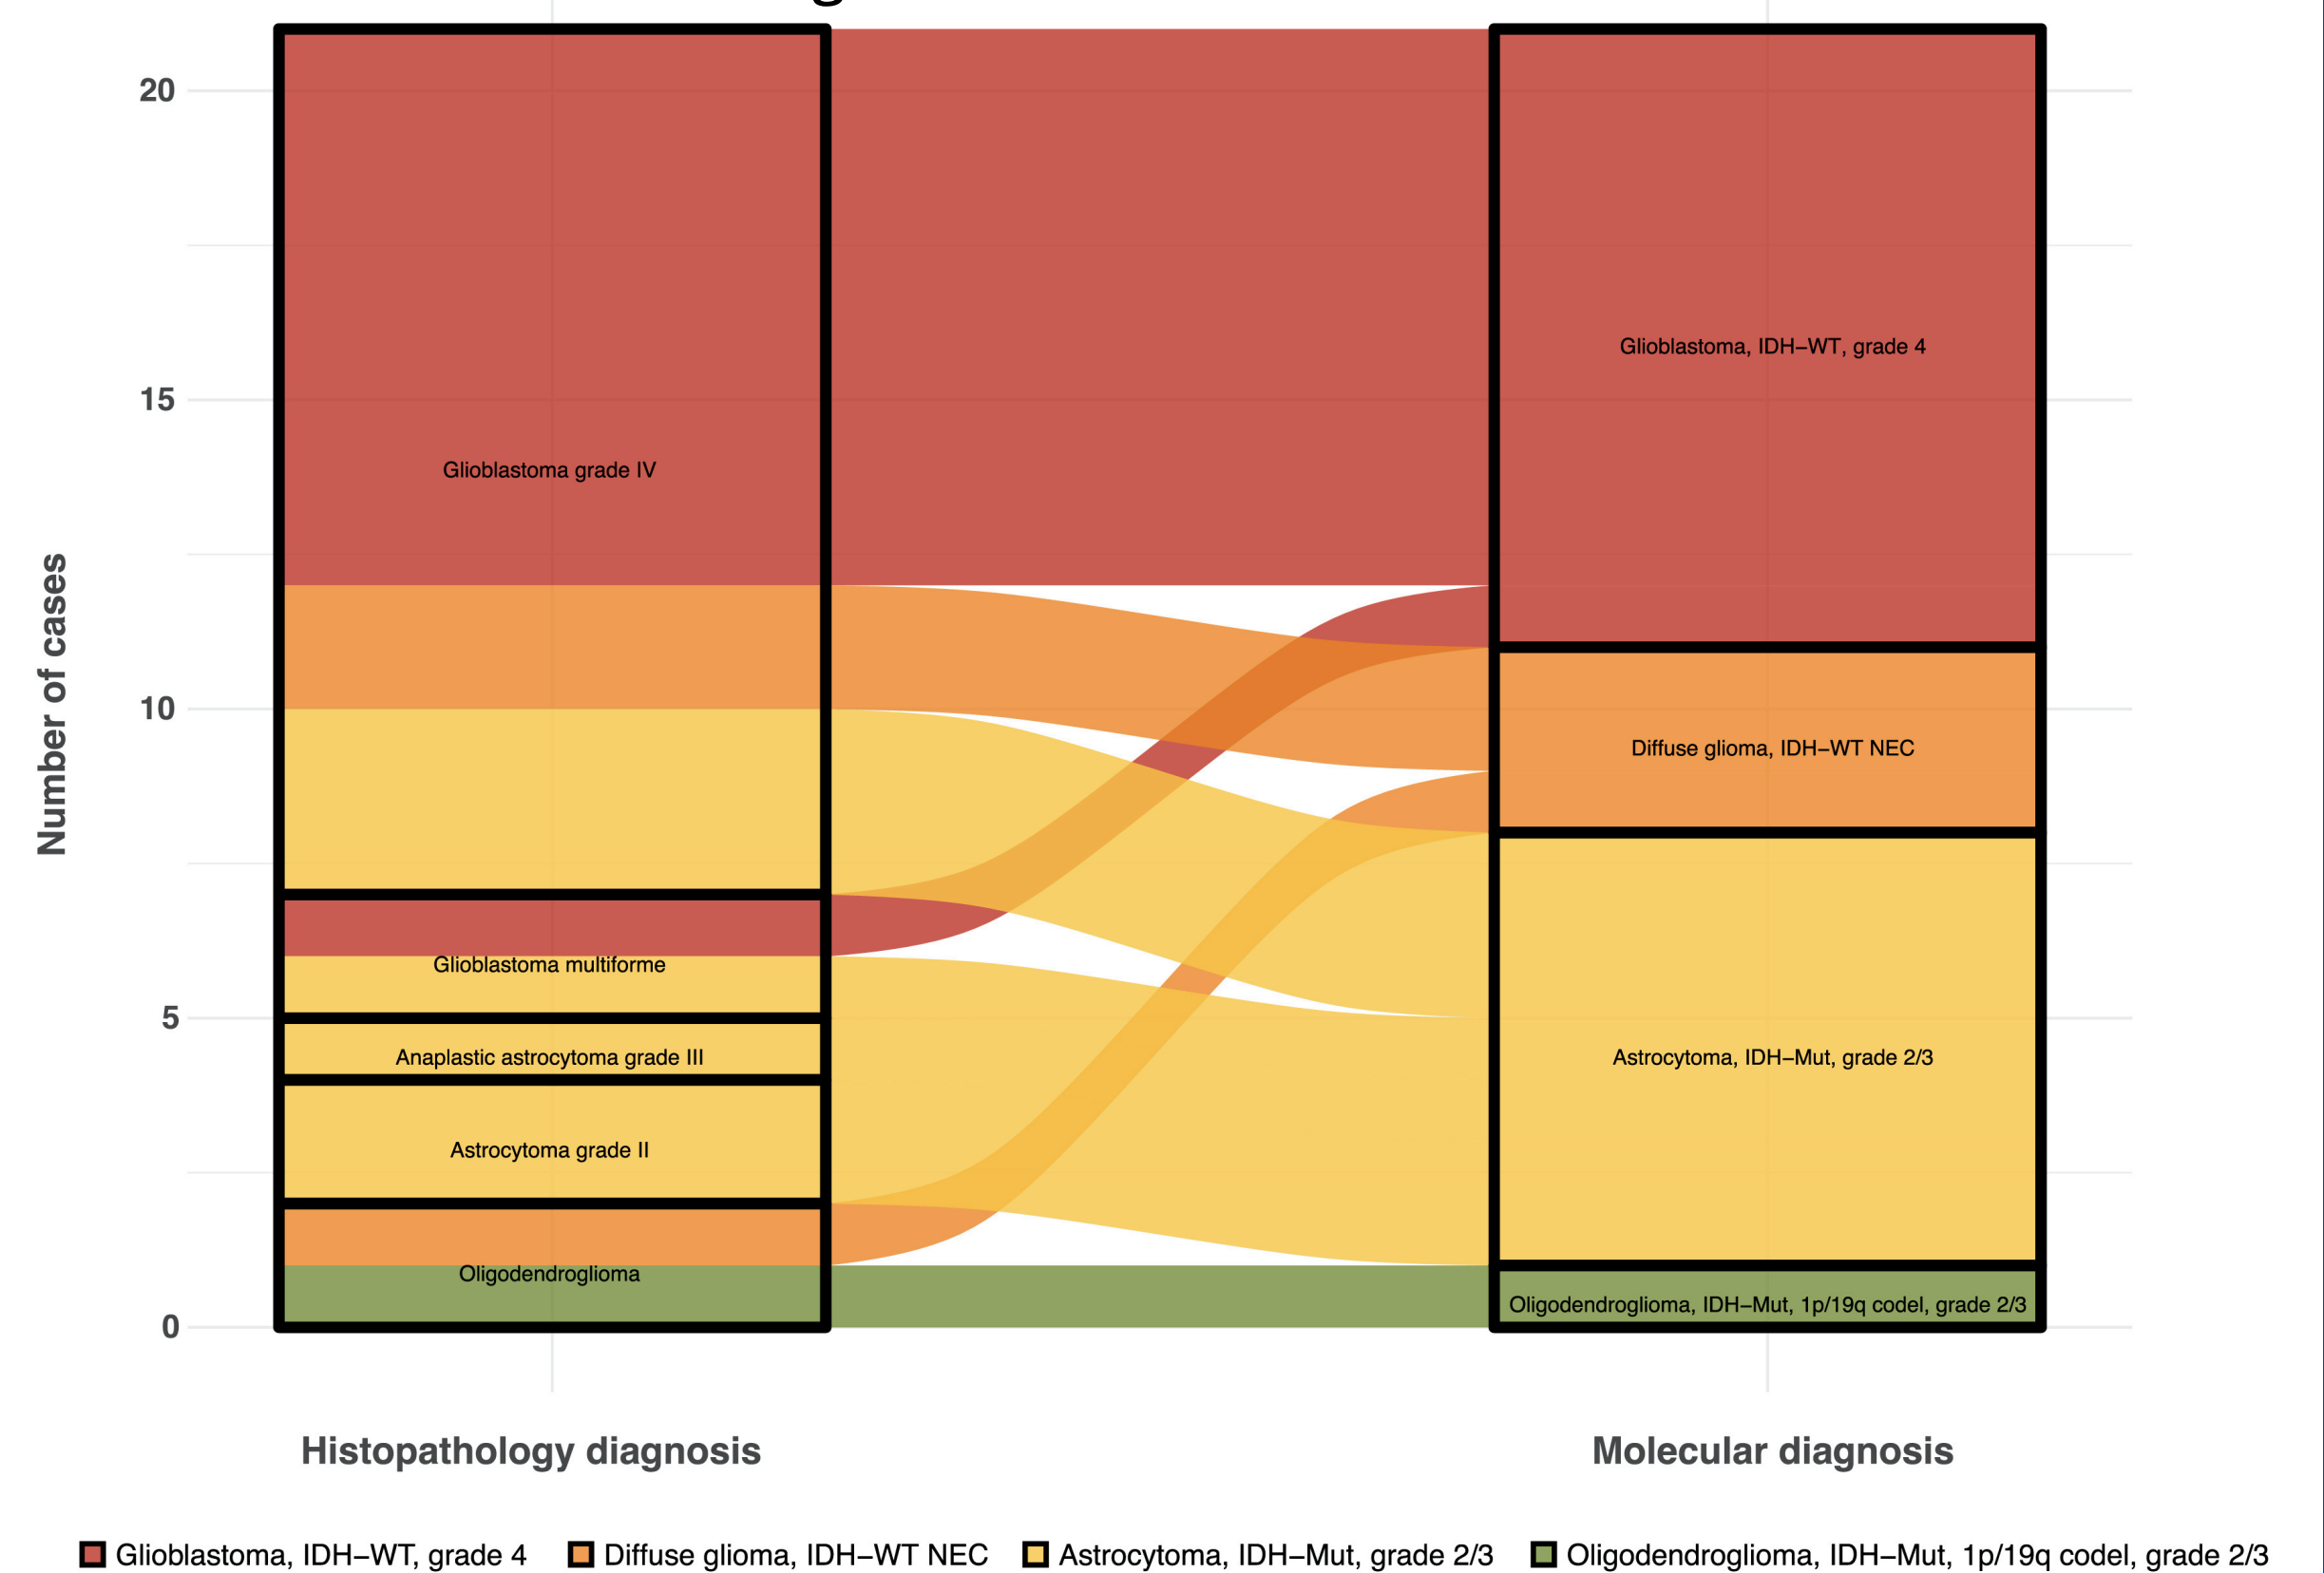 20
15
10
5
0
Number of cases
Glioblastoma grade IV
Glioblastoma multiforme
Anaplastic astrocytoma grade III
Astrocytoma grade II
Oligodendroglioma
Glioblastoma, IDH−WT, grade 4
Diffuse glioma, IDH−WT NEC
Astrocytoma, IDH−Mut, grade 2/3
Oligodendroglioma, IDH−Mut, 1p/19q codel, grade 2/3
Histopathology diagnosis
Molecular diagnosis
Glioblastoma, IDH−WT, grade 4
Diffuse glioma, IDH−WT NEC
Astrocytoma, IDH−Mut, grade 2/3
Oligodendroglioma, IDH−Mut, 1p/19q codel, grade 2/3